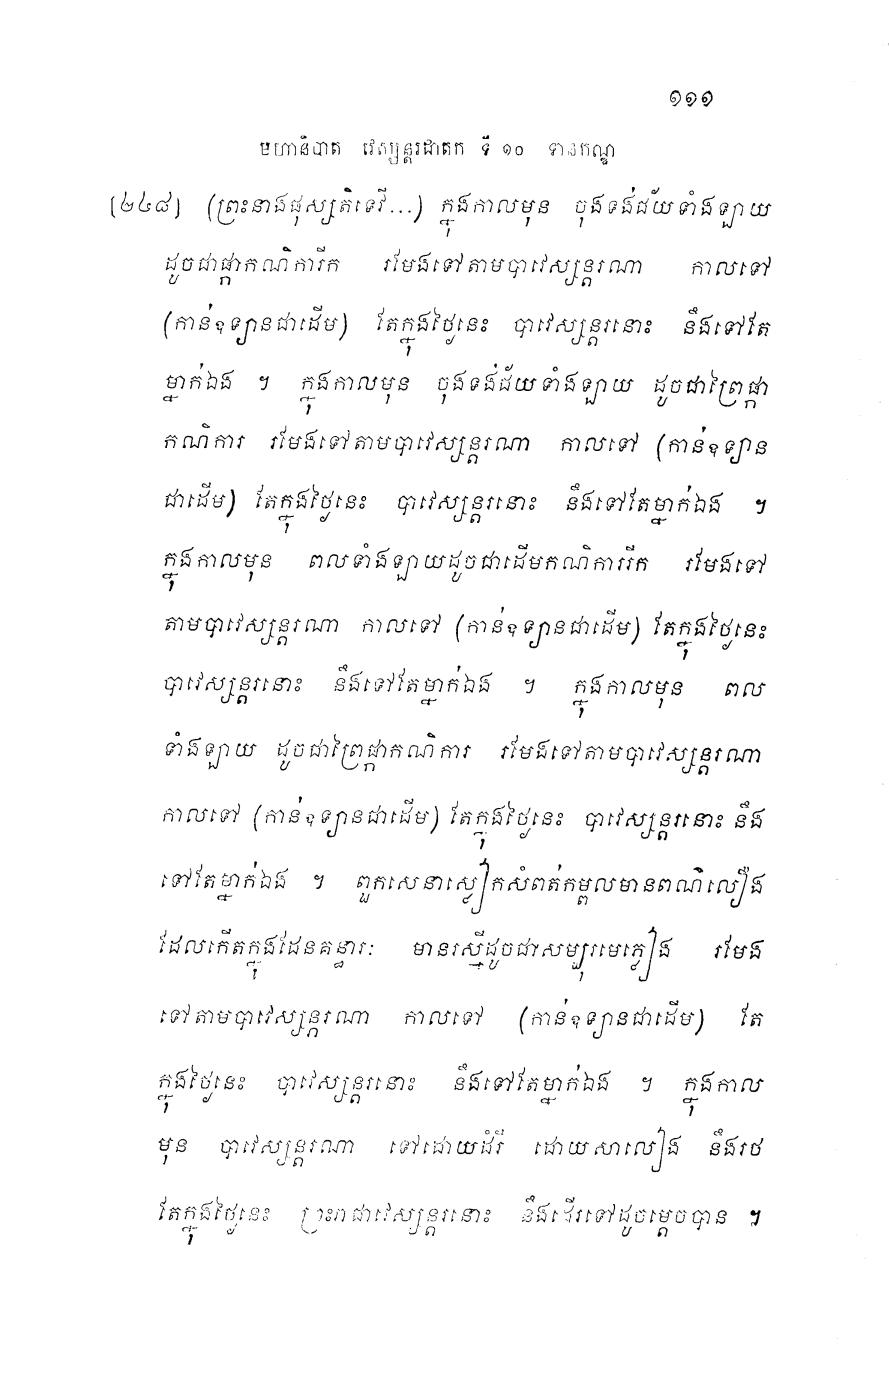 ១១១
មហានិបាត វេស្សន្តរជាតក ទី ១០ ទានកណ្ឌ
[២៤៨] (ព្រះនាងផុស្សតិទេវី...) ក្នុងកាលមុន ចុងទង់ជ័យទាំងឡាយ
ដូចជាផ្កាកណិការីក រមែងទៅតាមបាវេស្សន្តរណា កាលទៅ
(កាន់ឧទ្យានជាដើម) តែក្នុងថ្ងៃនេះ បាវេស្សន្តរនោះ នឹងទៅតែ
ម្នាក់ឯង ។ ក្នុងកាលមុន ចុងទង់ជ័យទាំងឡាយ ដូចជាព្រៃផ្កា
កណិការ រមែងទៅតាមបាវេស្សន្តរណា កាលទៅ (កាន់ឧទ្យាន
ជាដើម) តែក្នុងថ្ងៃនេះ បាវេស្សន្តរនោះ នឹងទៅតែម្នាក់ឯង ។
ក្នុងកាលមុន ពលទាំងឡាយដូចជាដើមកណិការរីក រមែងទៅ
តាមបាវេស្សន្តរណា កាលទៅ (កាន់ឧទ្យានជាដើម) តែក្នុងថ្ងៃនេះ
បាវេស្សន្តរនោះ នឹងទៅតែម្នាក់ឯង ។ ក្នុងកាលមុន ពល
ទាំងឡាយ ដូចជាព្រៃផ្កាកណិការ រមែងទៅតាមបាវេស្សន្តរណា
កាលទៅ (កាន់ឧទ្យានជាដើម) តែក្នុងថ្ងៃនេះ បាវេស្សន្តរនោះ នឹង
ទៅតែម្នាក់ឯង ។ ពួកសេនាស្លៀកសំពត់កម្ពលមានពណ៌លឿង
ដែលកើតក្នុងដែនគន្ធារៈ មានរស្មីដូចជាសម្បុរមេភ្លៀង រមែង
ទៅតាមបាវេស្សន្តរណា កាលទៅ (កាន់ឧទ្យានជាដើម) តែ
ក្នុងថ្ងៃនេះ បាវេស្សន្តរនោះ នឹងទៅតែម្នាក់ឯង ។ ក្នុងកាល
មុន បាវេស្សន្តរណា ទៅដោយដំរី ដោយសាលៀង នឹងរថ
តែក្នុងថ្ងៃនេះ ព្រះរាជាវេស្សន្តរនោះ នឹងដើរទៅដូចម្តេចបាន ។